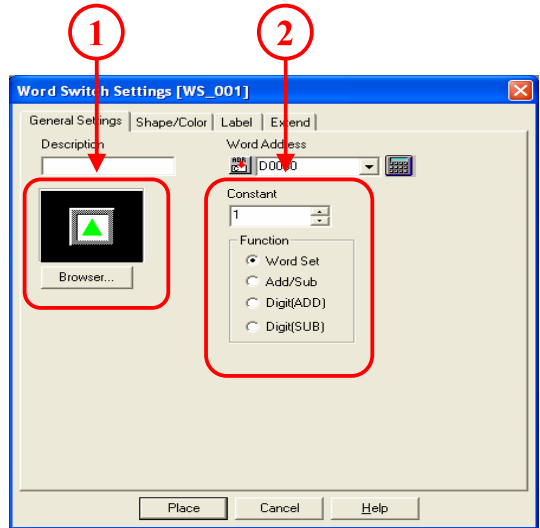 1 2
Word Switch Settings [WS_001]
General Settings Shape/Color Label Extend
Description Word Address
D0000
Constant
1
Function
Word Set
Browser... Add/Sub
Digit(ADD)
Digit(SUB)
Place Cancel Help